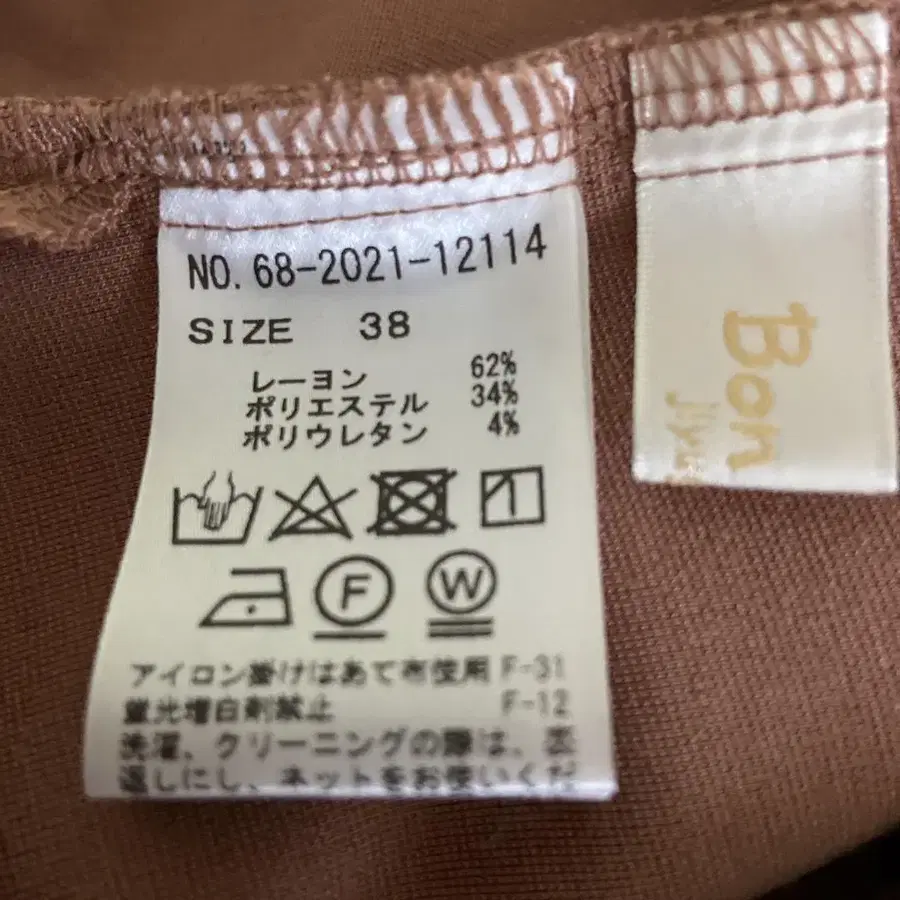 NO. 68-2021-12114
SIZE 38
レーヨン 62%
ポリエステル 34%
ポリウレタン 4%
F
W
アイロン掛けはあて布使用 F-31
蛍光増白剤禁止 F-12
洗濯、クリーニングの際は、裏
返しにし、ネットをお使いくだ
Bon